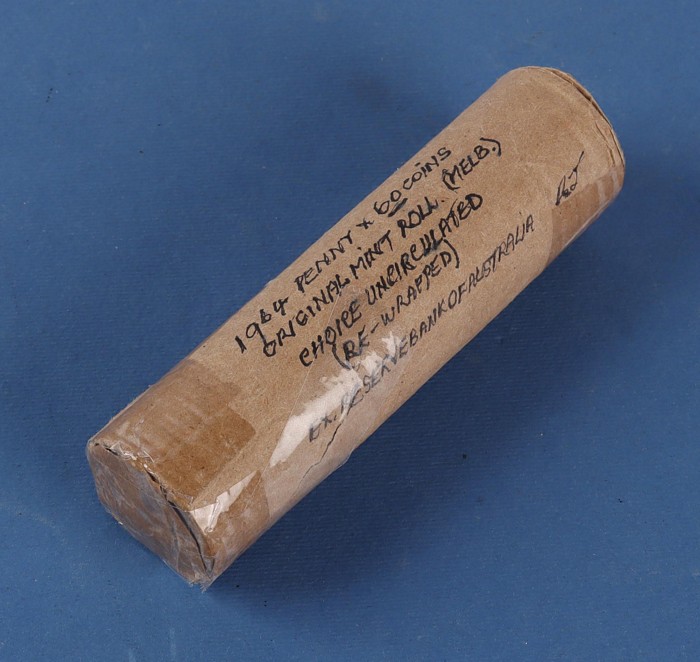 1964 PENNY x 60 COINS
ORIGINAL MINT ROLL. (MELB.)
CHOICE UNCIRCULATED
(RE-WRAPPED)
EX. RESERVE BANK OF AUSTRALIA